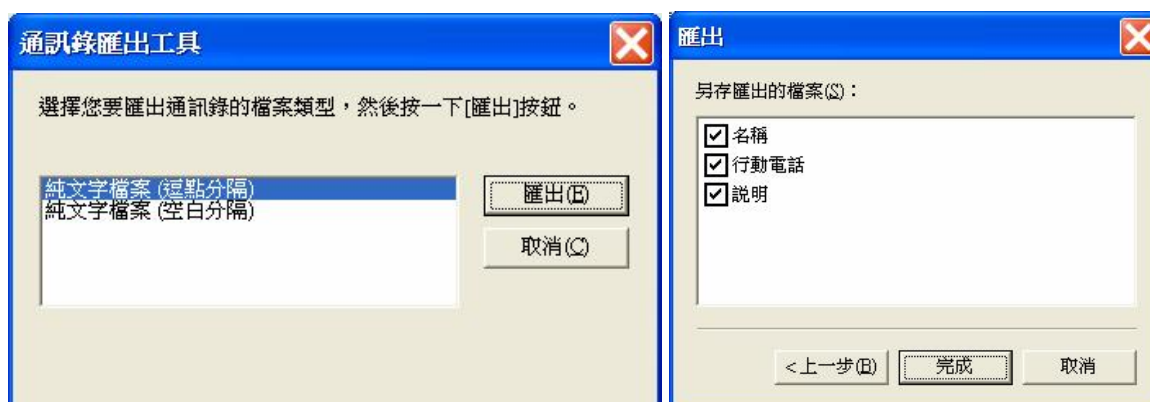 通訊錄匯出工具
選擇您要匯出通訊錄的檔案類型，然後按一下[匯出]按鈕。
純文字檔案 (逗點分隔)
純文字檔案 (空白分隔)
匯出(E)
取消(C)
匯出
另存匯出的檔案(S)：
名稱
行動電話
說明
<上一步(B)
完成
取消